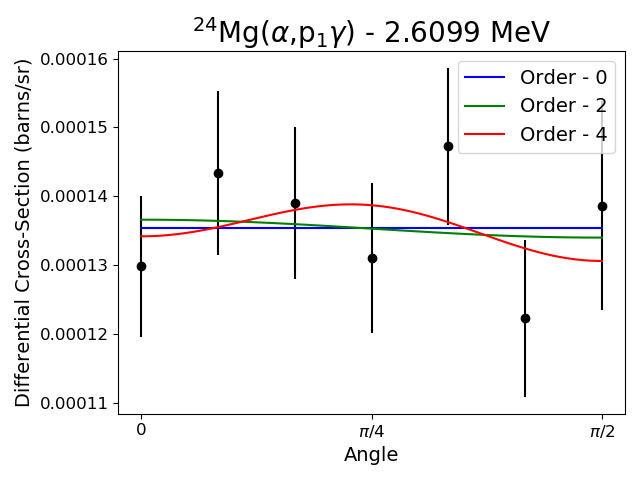 ²⁴Mg(α,p₁γ) - 2.6099 MeV
Differential Cross-Section (barns/sr)
0.00016
0.00015
0.00014
0.00013
0.00012
0.00011
Order - 0
Order - 2
Order - 4
0
π/4
π/2
Angle